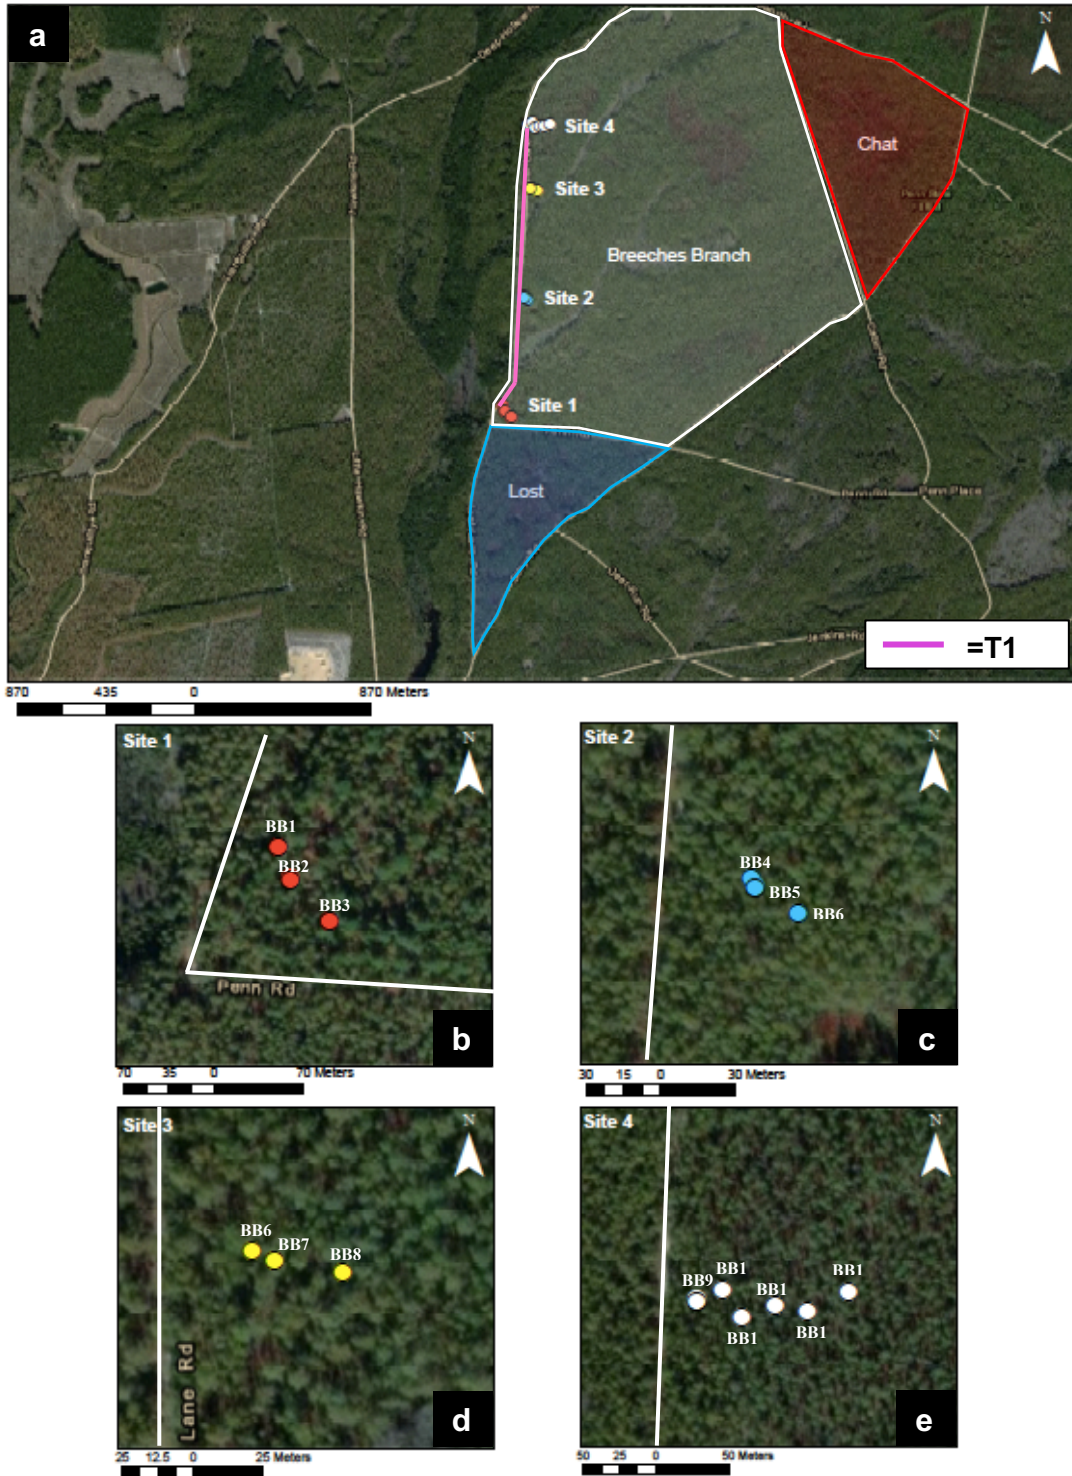 a
N
Site 4
Chat
Site 3
Breeches Branch
Site 2
Site 1
Lost
Penn Place
=T1
870 435 0 870 Meters
Site 1
N
BB1
BB2
BB3
Penn Rd
b
70 35 0 70 Meters
Site 2
N
BB4
BB5
BB6
c
30 15 0 30 Meters
Site 3
N
BB6
BB7
BB8
Lane Rd
d
25 12.5 0 25 Meters
Site 4
N
BB9
BB1
BB1
BB1
BB1
BB1
e
50 25 0 50 Meters